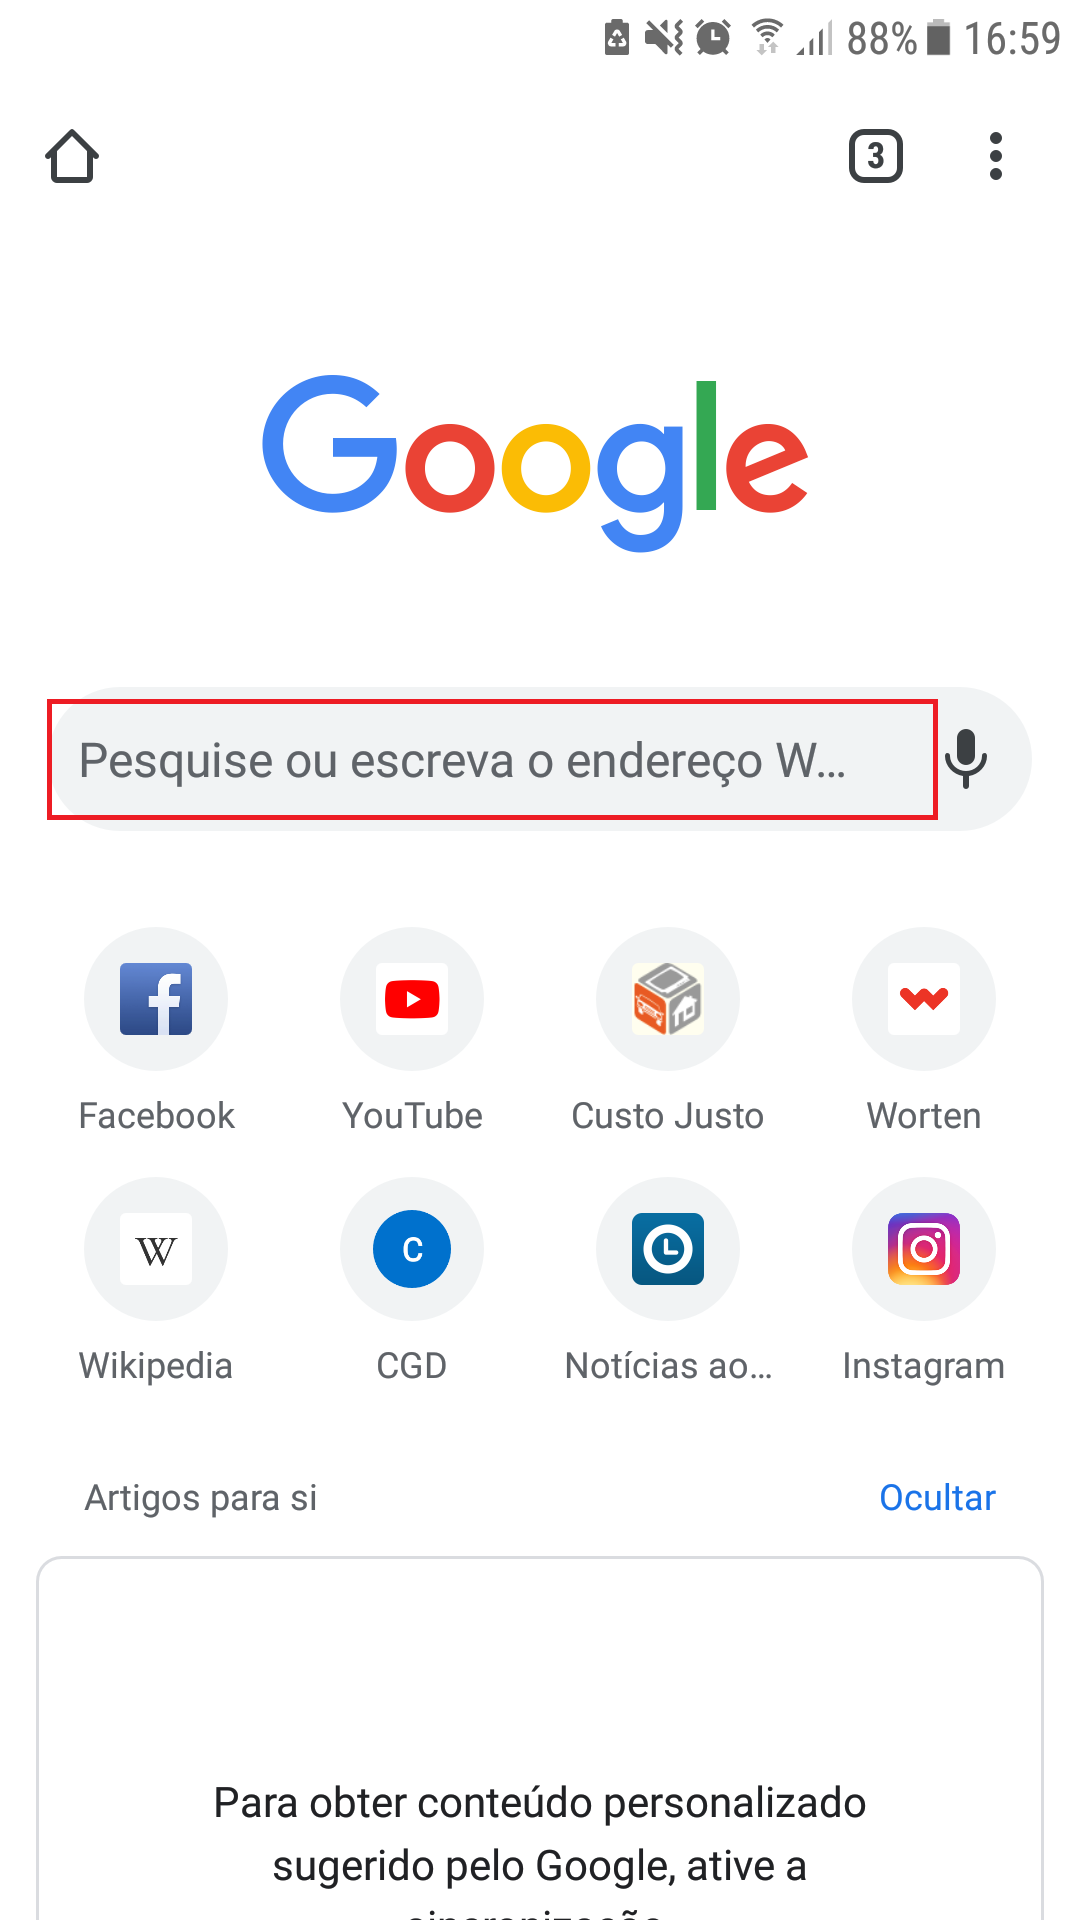 88% 16:59
3
Google
Pesquise ou escreva o endereço W...
Facebook YouTube Custo Justo Worten
W C
Wikipedia CGD Notícias ao... Instagram
Artigos para si Ocultar
Para obter conteúdo personalizado
sugerido pelo Google, ative a
sincronização